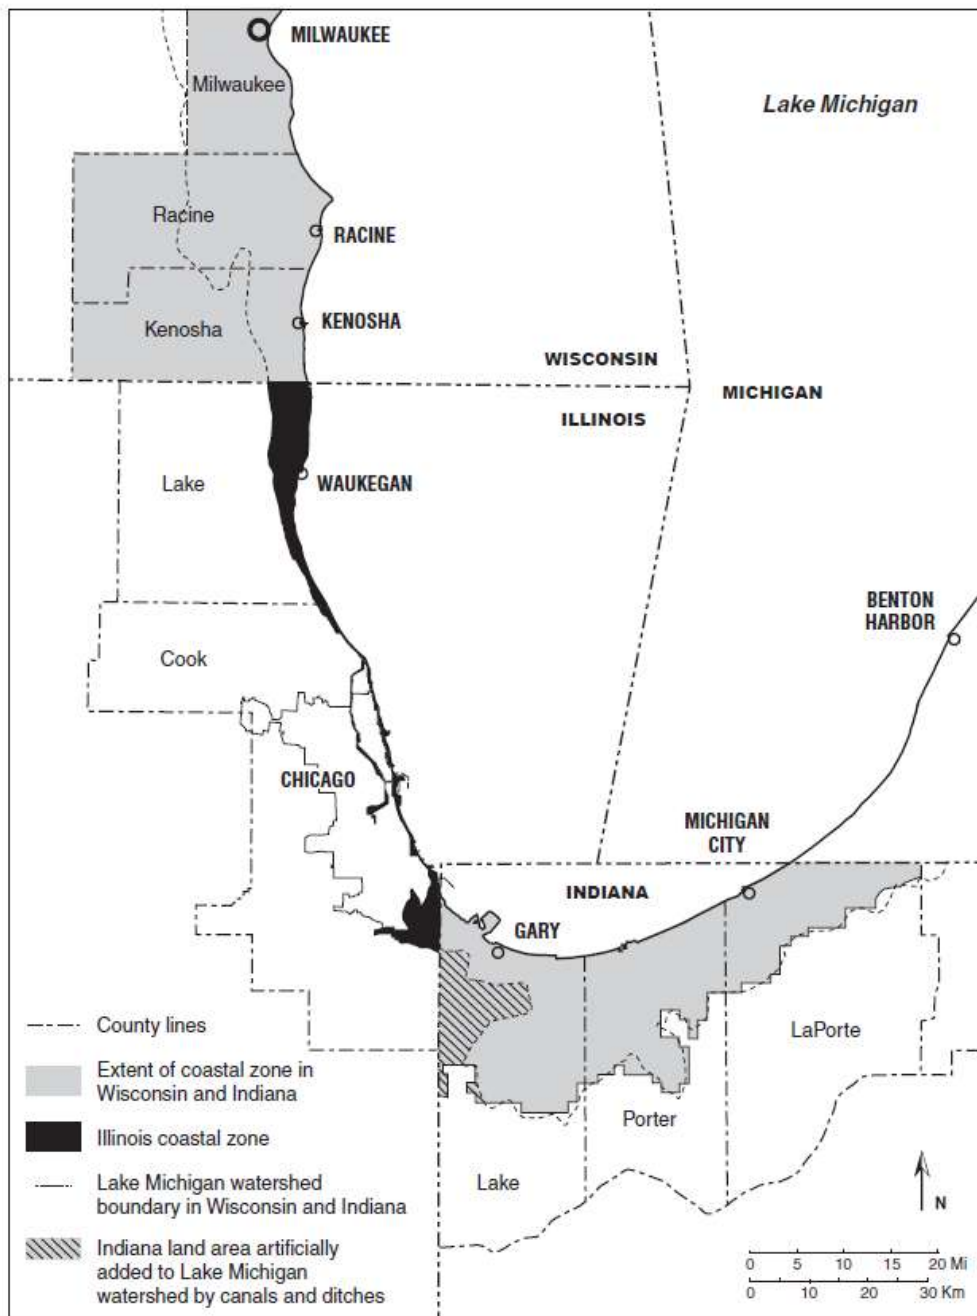 MILWAUKEE
Milwaukee
Lake Michigan
Racine
RACINE
Kenosha
KENOSHA
WISCONSIN
MICHIGAN
ILLINOIS
Lake
WAUKEGAN
BENTON
HARBOR
Cook
CHICAGO
MICHIGAN
CITY
INDIANA
GARY
LaPorte
Porter
Lake
County lines
Extent of coastal zone in
Wisconsin and Indiana
Illinois coastal zone
Lake Michigan watershed
boundary in Wisconsin and Indiana
Indiana land area artificially
added to Lake Michigan
watershed by canals and ditches
N
0 5 10 15 20 Mi
0 10 20 30 Km